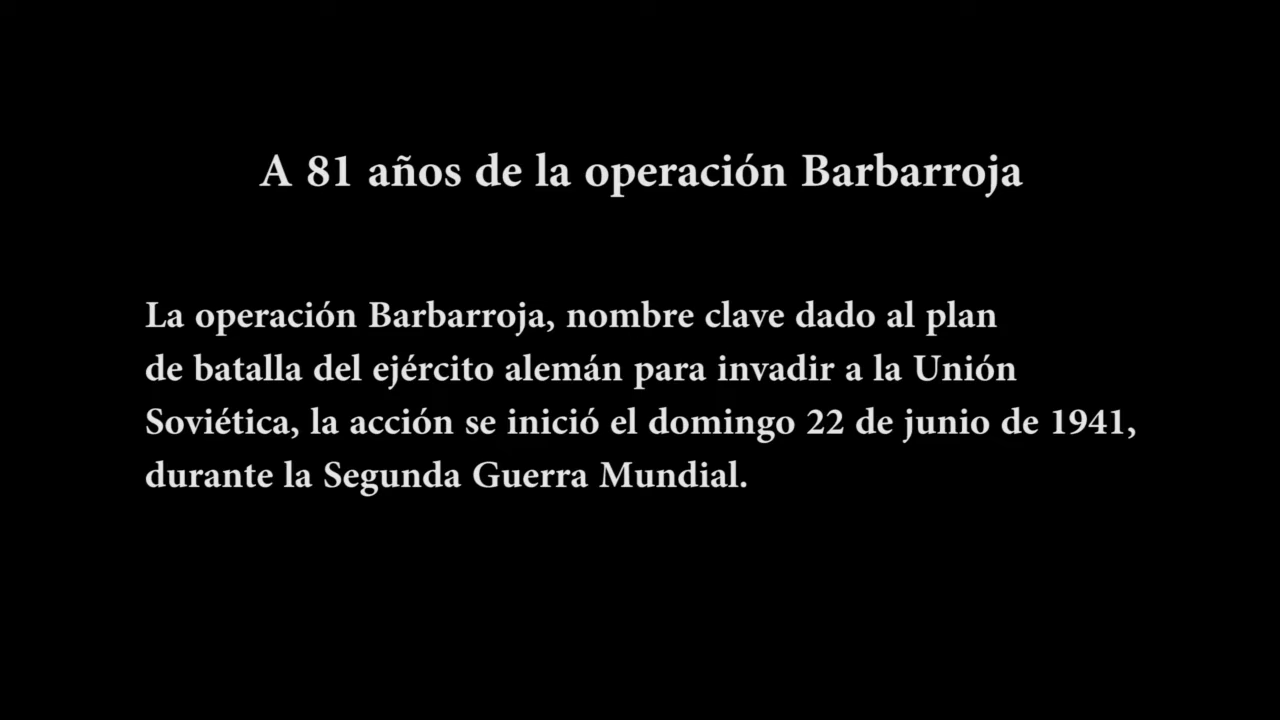 A 81 años de la operación Barbarroja
La operación Barbarroja, nombre clave dado al plan
de batalla del ejército alemán para invadir a la Unión
Soviética, la acción se inició el domingo 22 de junio de 1941,
durante la Segunda Guerra Mundial.